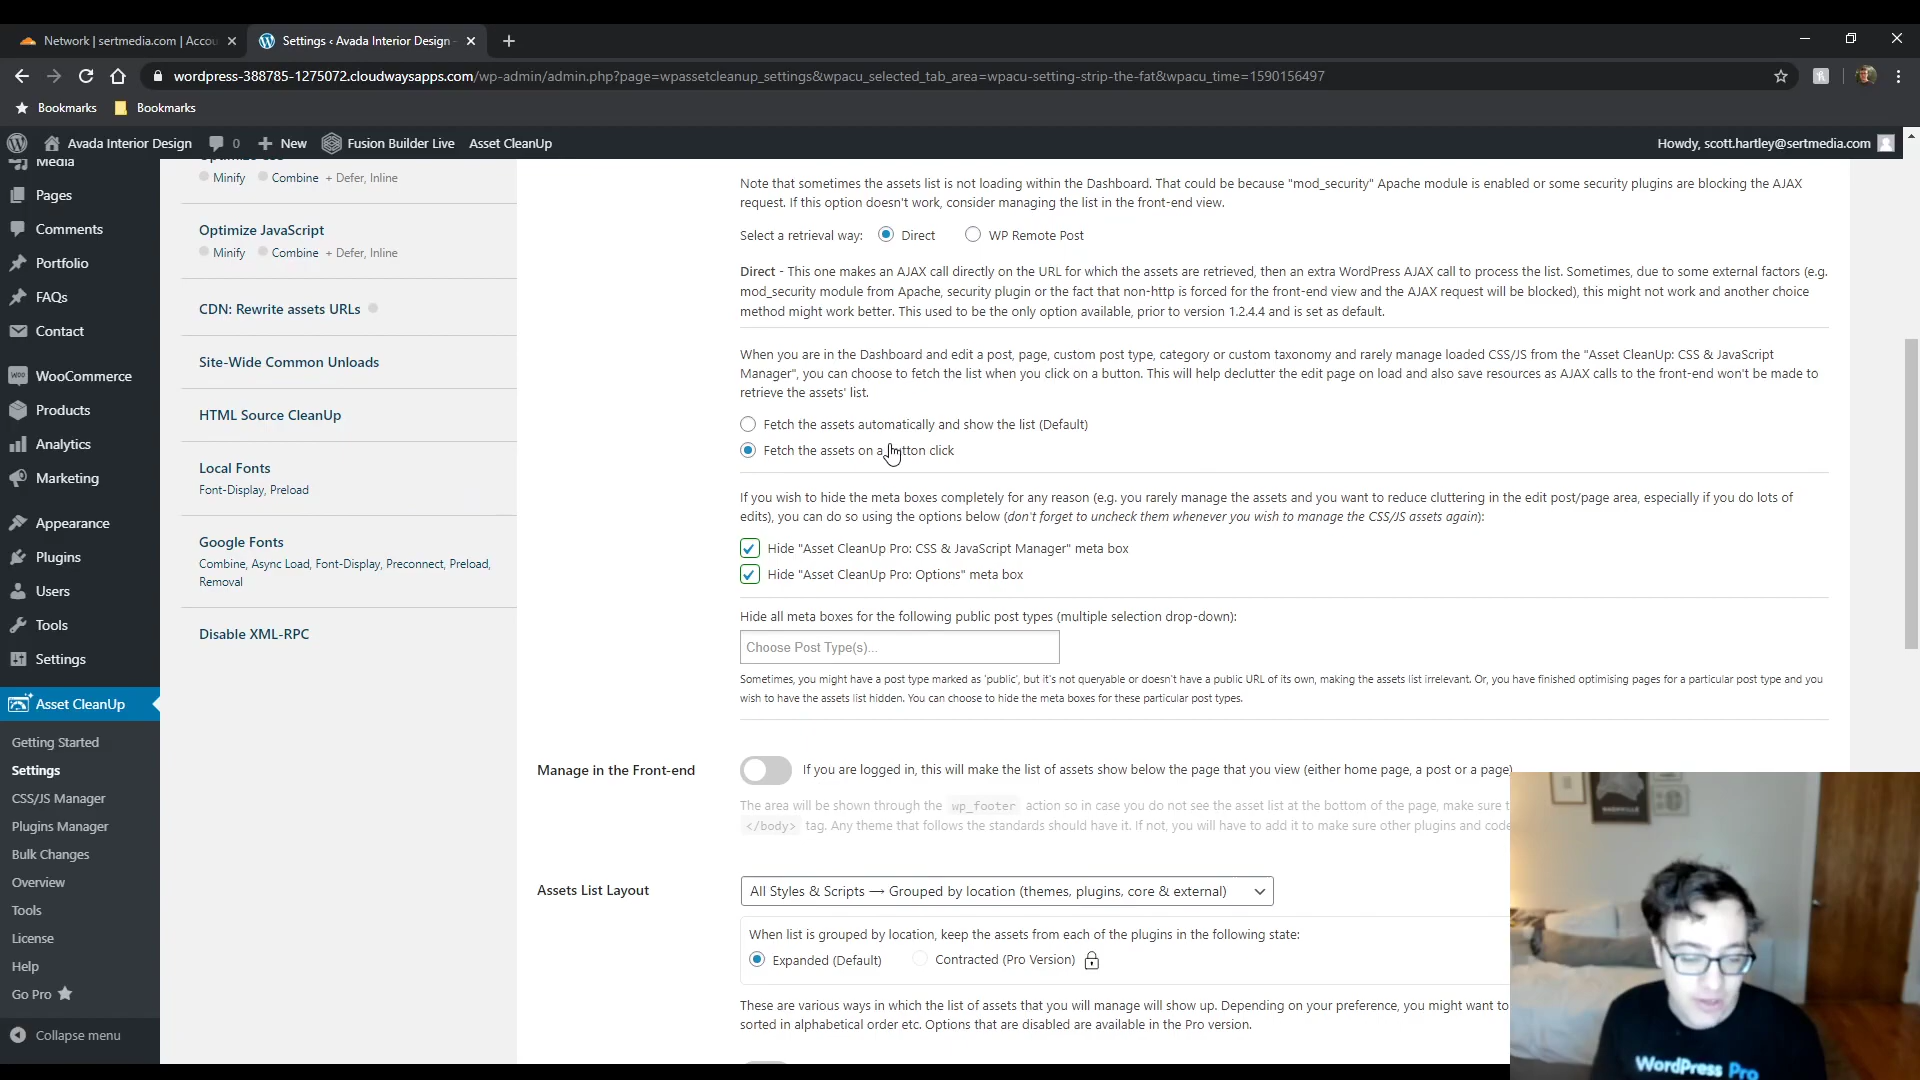 Network | sertmedia.com | Accou
Settings ‹ Avada Interior Design
wordpress-388785-1275072.cloudwaysapps.com/wp-admin/admin.php?page=wpassetcleanup_settings&wpacu_selected_tab_area=wpacu-setting-strip-the-fat&wpacu_time=1590156497
Bookmarks
Bookmarks
Avada Interior Design
0
New
Fusion Builder Live
Asset CleanUp
Howdy, scott.hartley@sertmedia.com
Media
Pages
Comments
Portfolio
FAQs
Contact
WooCommerce
Products
Analytics
Marketing
Appearance
Plugins
Users
Tools
Settings
Asset CleanUp
Getting Started
Settings
CSS/JS Manager
Plugins Manager
Bulk Changes
Overview
Tools
License
Help
Go Pro
Collapse menu
Optimize CSS
Minify Combine + Defer, Inline
Optimize JavaScript
Minify Combine + Defer, Inline
CDN: Rewrite assets URLs
Site-Wide Common Unloads
HTML Source CleanUp
Local Fonts
Font-Display, Preload
Google Fonts
Combine, Async Load, Font-Display, Preconnect, Preload,
Removal
Disable XML-RPC
Note that sometimes the assets list is not loading within the Dashboard. That could be because "mod_security" Apache module is enabled or some security plugins are blocking the AJAX
request. If this option doesn't work, consider managing the list in the front-end view.
Select a retrieval way: Direct WP Remote Post
Direct - This one makes an AJAX call directly on the URL for which the assets are retrieved, then an extra WordPress AJAX call to process the list. Sometimes, due to some external factors (e.g.
mod_security module from Apache, security plugin or the fact that non-http is forced for the front-end view and the AJAX request will be blocked), this might not work and another choice
method might work better. This used to be the only option available, prior to version 1.2.4.4 and is set as default.
When you are in the Dashboard and edit a post, page, custom post type, category or custom taxonomy and rarely manage loaded CSS/JS from the "Asset CleanUp: CSS & JavaScript
Manager", you can choose to fetch the list when you click on a button. This will help declutter the edit page on load and also save resources as AJAX calls to the front-end won't be made to
retrieve the assets' list.
Fetch the assets automatically and show the list (Default)
Fetch the assets on a button click
If you wish to hide the meta boxes completely for any reason (e.g. you rarely manage the assets and you want to reduce cluttering in the edit post/page area, especially if you do lots of
edits), you can do so using the options below (don't forget to uncheck them whenever you wish to manage the CSS/JS assets again):
Hide "Asset CleanUp Pro: CSS & JavaScript Manager" meta box
Hide "Asset CleanUp Pro: Options" meta box
Hide all meta boxes for the following public post types (multiple selection drop-down):
Choose Post Type(s)...
Sometimes, you might have a post type marked as 'public', but it's not queryable or doesn't have a public URL of its own, making the assets list irrelevant. Or, you have finished optimising pages for a particular post type and you
wish to have the assets list hidden. You can choose to hide the meta boxes for these particular post types.
Manage in the Front-end
If you are logged in, this will make the list of assets show below the page that you view (either home page, a post or a page)
The area will be shown through the wp_footer action so in case you do not see the asset list at the bottom of the page, make sure t
</body> tag. Any theme that follows the standards should have it. If not, you will have to add it to make sure other plugins and code
Assets List Layout
All Styles & Scripts → Grouped by location (themes, plugins, core & external)
When list is grouped by location, keep the assets from each of the plugins in the following state:
Expanded (Default) Contracted (Pro Version)
These are various ways in which the list of assets that you will manage will show up. Depending on your preference, you might want to
sorted in alphabetical order etc. Options that are disabled are available in the Pro version.
NASHVILLE
WordPress Pro